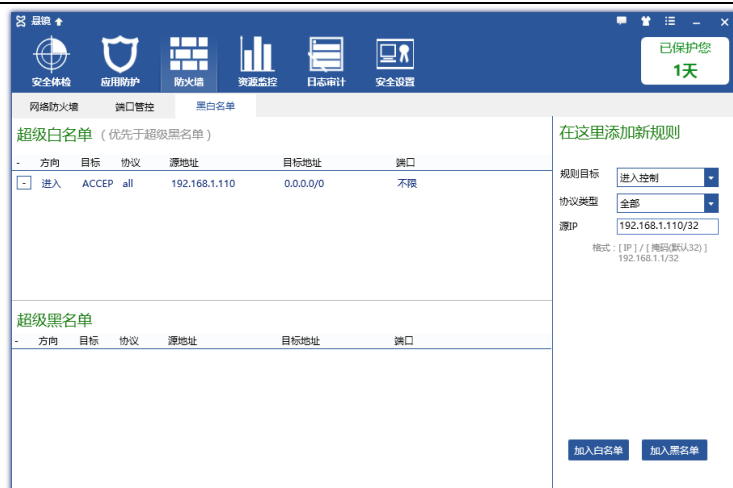 悬镜
已保护您
1天
安全体检 应用防护 防火墙 资源监控 日志审计 安全设置
网络防火墙 端口管控 黑白名单
超级白名单 (优先于超级黑名单)
- 方向 目标 协议 源地址 目标地址 端口
- 进入 ACCEP all 192.168.1.110 0.0.0.0/0 不限
超级黑名单
- 方向 目标 协议 源地址 目标地址 端口
在这里添加新规则
规则目标 进入控制
协议类型 全部
源IP 192.168.1.110/32
格式:[ IP ] / [ 掩码(默认32) ]
192.168.1.1/32
加入白名单 加入黑名单